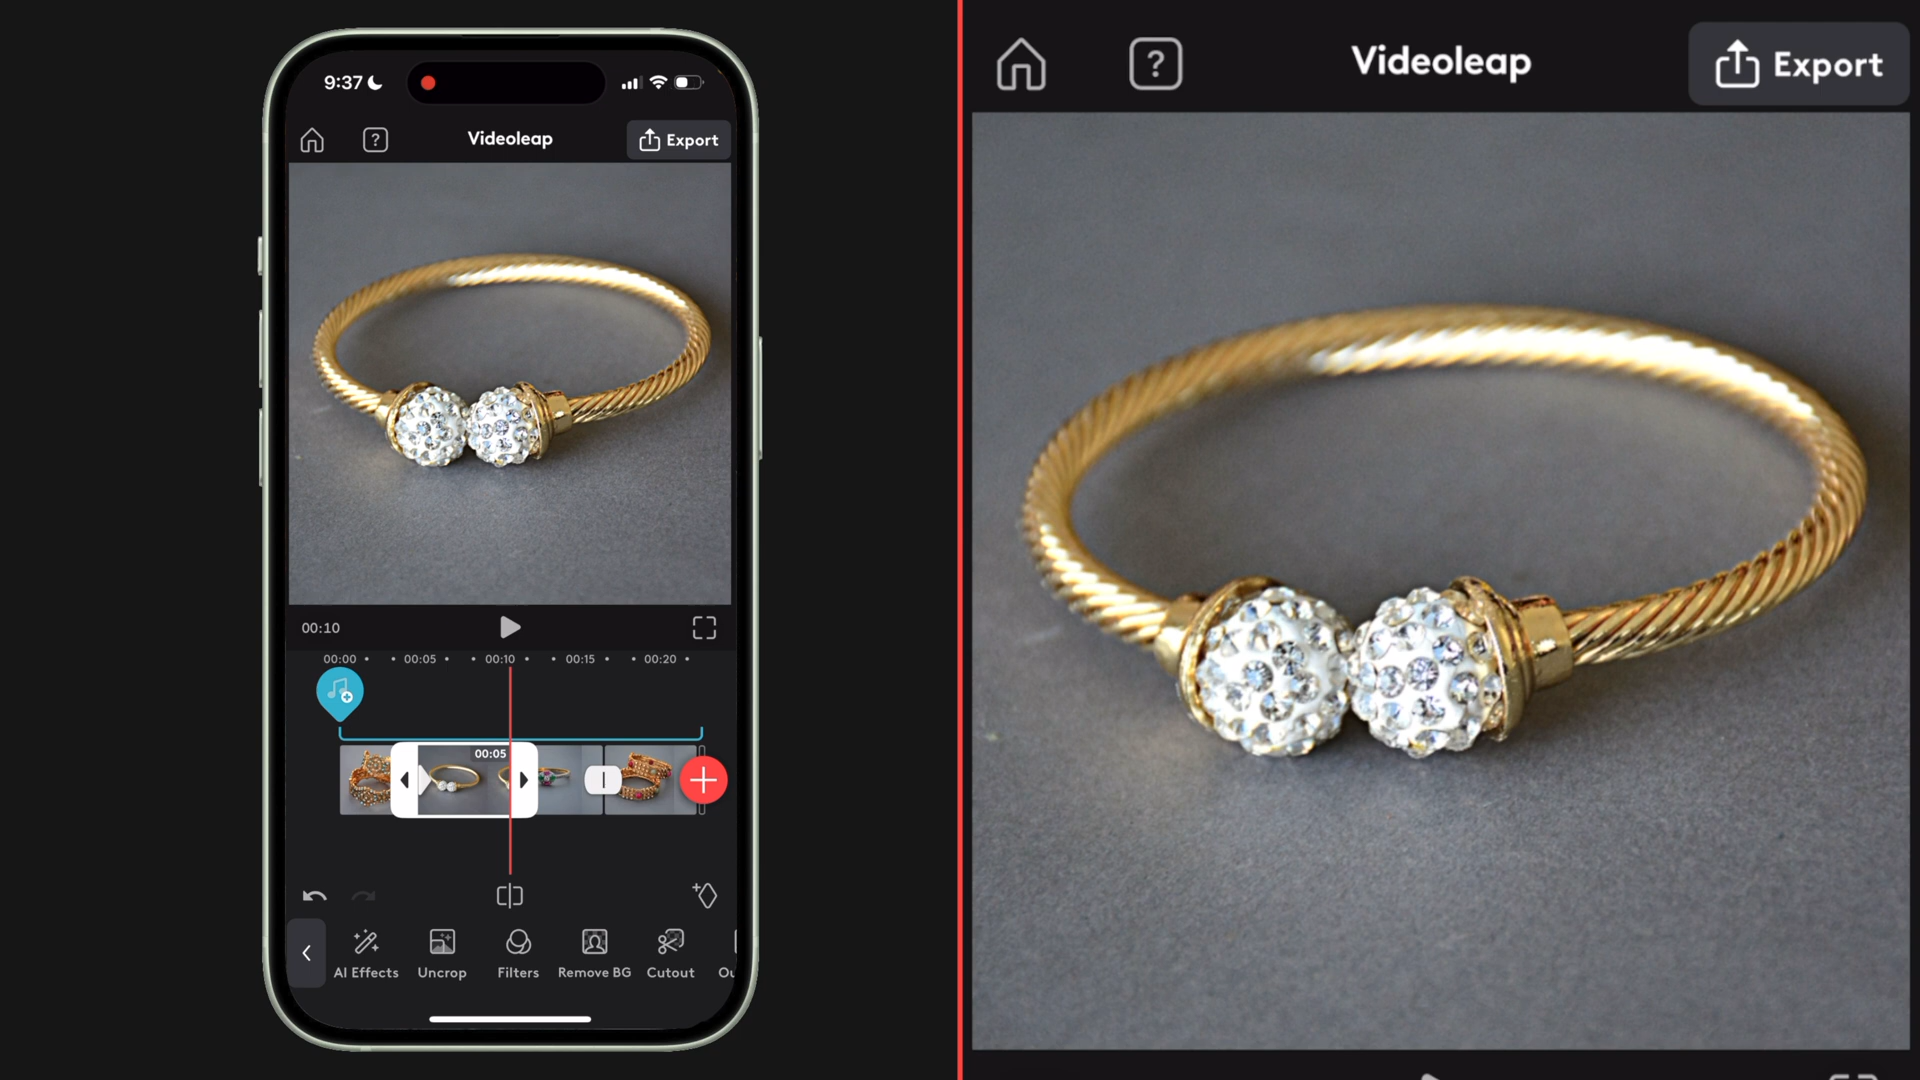 9:37
? Videoleap Export
00:10
00:00 00:05 00:10 00:15 00:20
00:05
AI Effects Uncrop Filters Remove BG Cutout Ou
? Videoleap Export